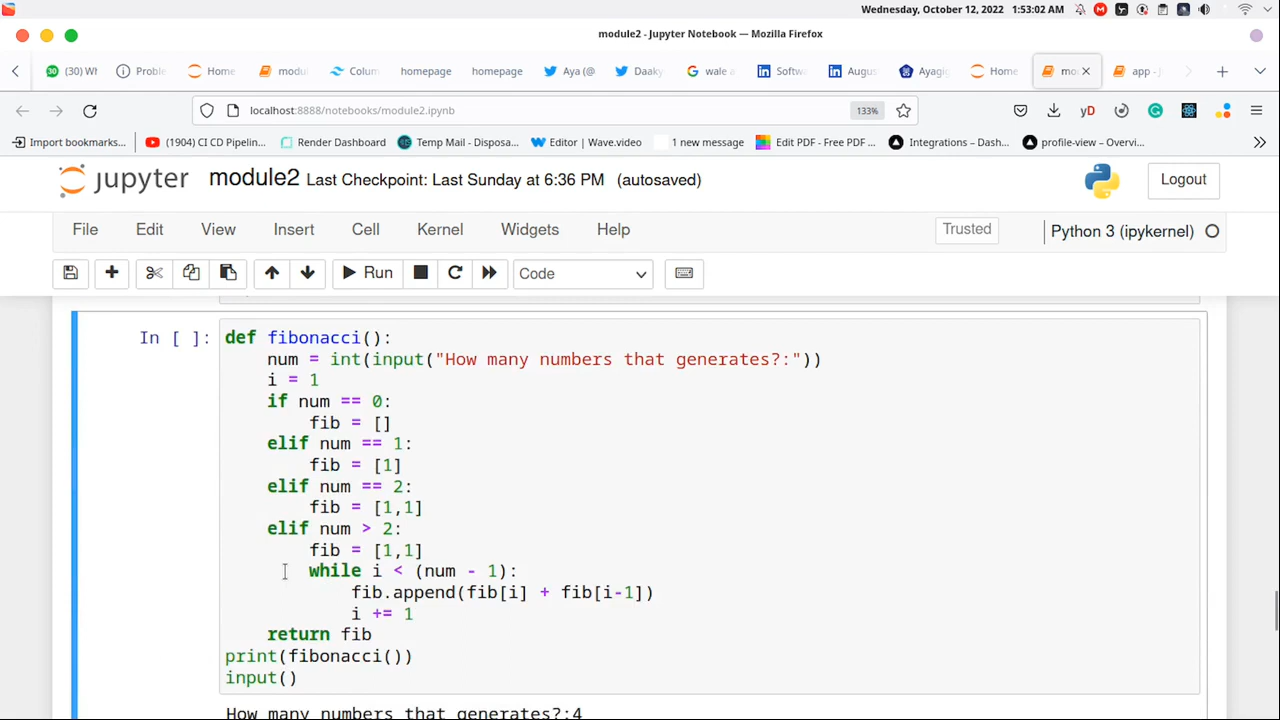 Wednesday, October 12, 2022 1:53:02 AM
module2 - Jupyter Notebook — Mozilla Firefox
30 (30) Wh Proble Home modu Colum homepage homepage Aya (@ Daaky wale a Softwa August Ayagig Home mo app - J
localhost:8888/notebooks/module2.ipynb 133%
Import bookmarks... (1904) CI CD Pipelin... Render Dashboard Temp Mail - Disposa... Editor | Wave.video 1 new message Edit PDF - Free PDF ... Integrations – Dash... profile-view – Overvi...
jupyter module2 Last Checkpoint: Last Sunday at 6:36 PM (autosaved) Logout
File Edit View Insert Cell Kernel Widgets Help Trusted Python 3 (ipykernel)
Run Code
In [ ]: def fibonacci():
num = int(input("How many numbers that generates?:"))
i = 1
if num == 0:
fib = []
elif num == 1:
fib = [1]
elif num == 2:
fib = [1,1]
elif num > 2:
fib = [1,1]
while i < (num - 1):
fib.append(fib[i] + fib[i-1])
i += 1
return fib
print(fibonacci())
input()
How many numbers that generates?:4